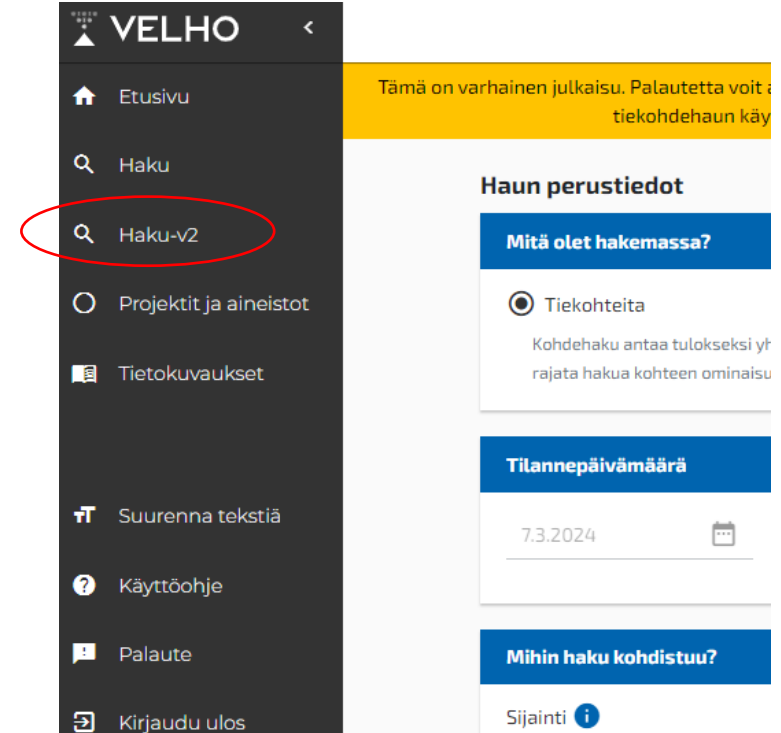 VELHO
Etusivu
Haku
Haku-v2
Projektit ja aineistot
Tietokuvaukset
Suurenna tekstiä
Käyttöohje
Palaute
Kirjaudu ulos
Tämä on varhainen julkaisu. Palautetta voit
tiekohdehaun
Haun perustiedot
Mitä olet hakemassa?
Tiekohteita
Kohdehaku antaa tulokseksi
rajata hakua kohteen
Tilannepäivämäärä
7.3.2024
Mihin haku kohdistuu?
Sijainti